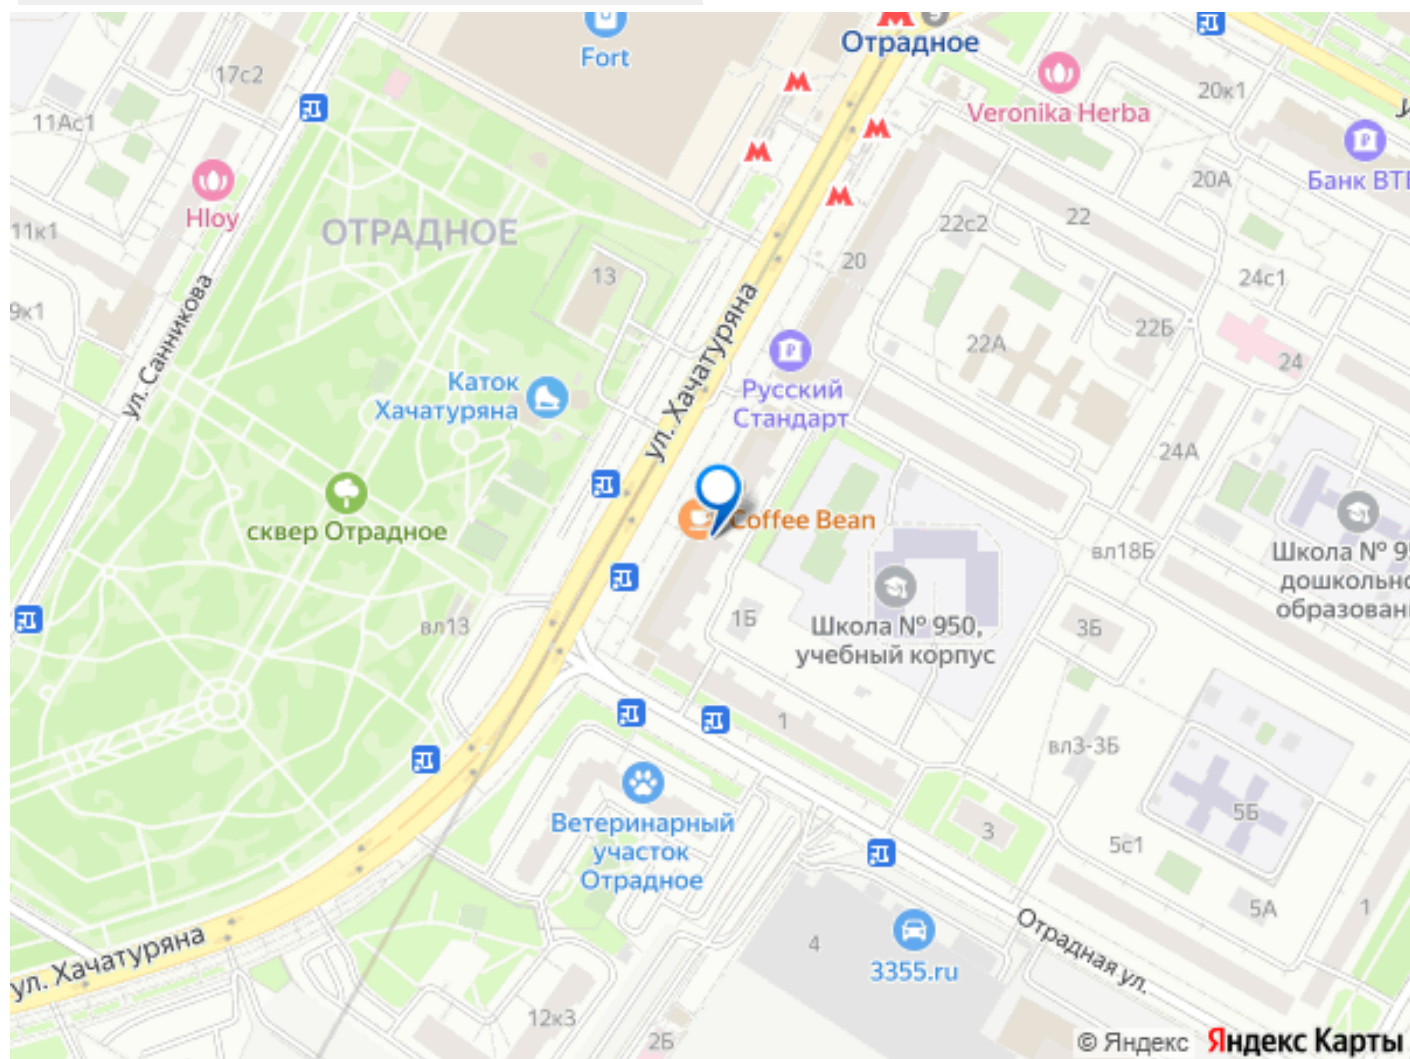 Fort
Отрадное
17с2
Veronika Herba
20к1
11Ас1
Банк ВТБ
20А
Hloy
22
22с2
11к1
ОТРАДНОЕ
20
13
24с1
9к1
22Б
ул. Санникова
22А
24
ул. Хачатуряна
Каток
Хачатуряна
Русский
Стандарт
24А
сквер Отрадное
Coffee Bean
вл18Б
Школа № 95
дошкольно
образовани
1Б
вл13
Школа № 950,
учебный корпус
3Б
1
вл3-3Б
Ветеринарный
участок
Отрадное
3
5Б
5с1
5А
1
ул. Хачатуряна
4
3355.ru
Отрадная ул.
12к3
2Б
© Яндекс Яндекс Карты